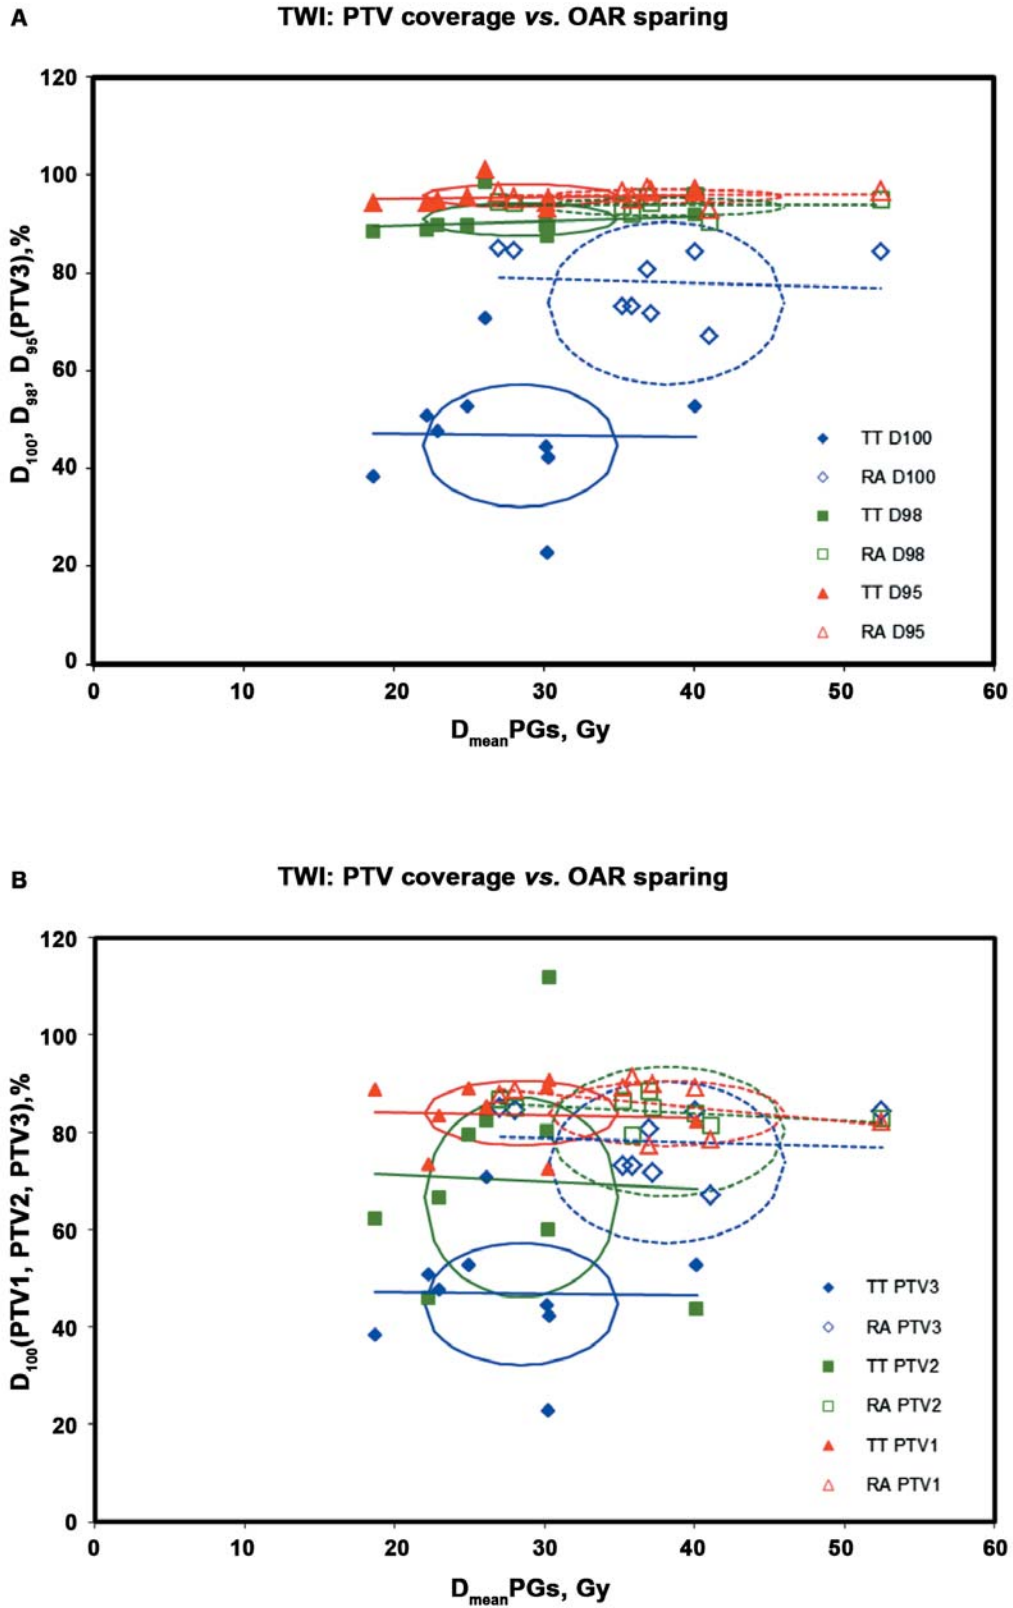 A
TWI: PTV coverage vs. OAR sparing
D100, D98, D95(PTV3),%
120
100
80
60
40
20
0
0 10 20 30 40 50 60
DmeanPGs, Gy
TT D100
RA D100
TT D98
RA D98
TT D95
RA D95
B
TWI: PTV coverage vs. OAR sparing
D100(PTV1, PTV2, PTV3),%
120
100
80
60
40
20
0
0 10 20 30 40 50 60
DmeanPGs, Gy
TT PTV3
RA PTV3
TT PTV2
RA PTV2
TT PTV1
RA PTV1